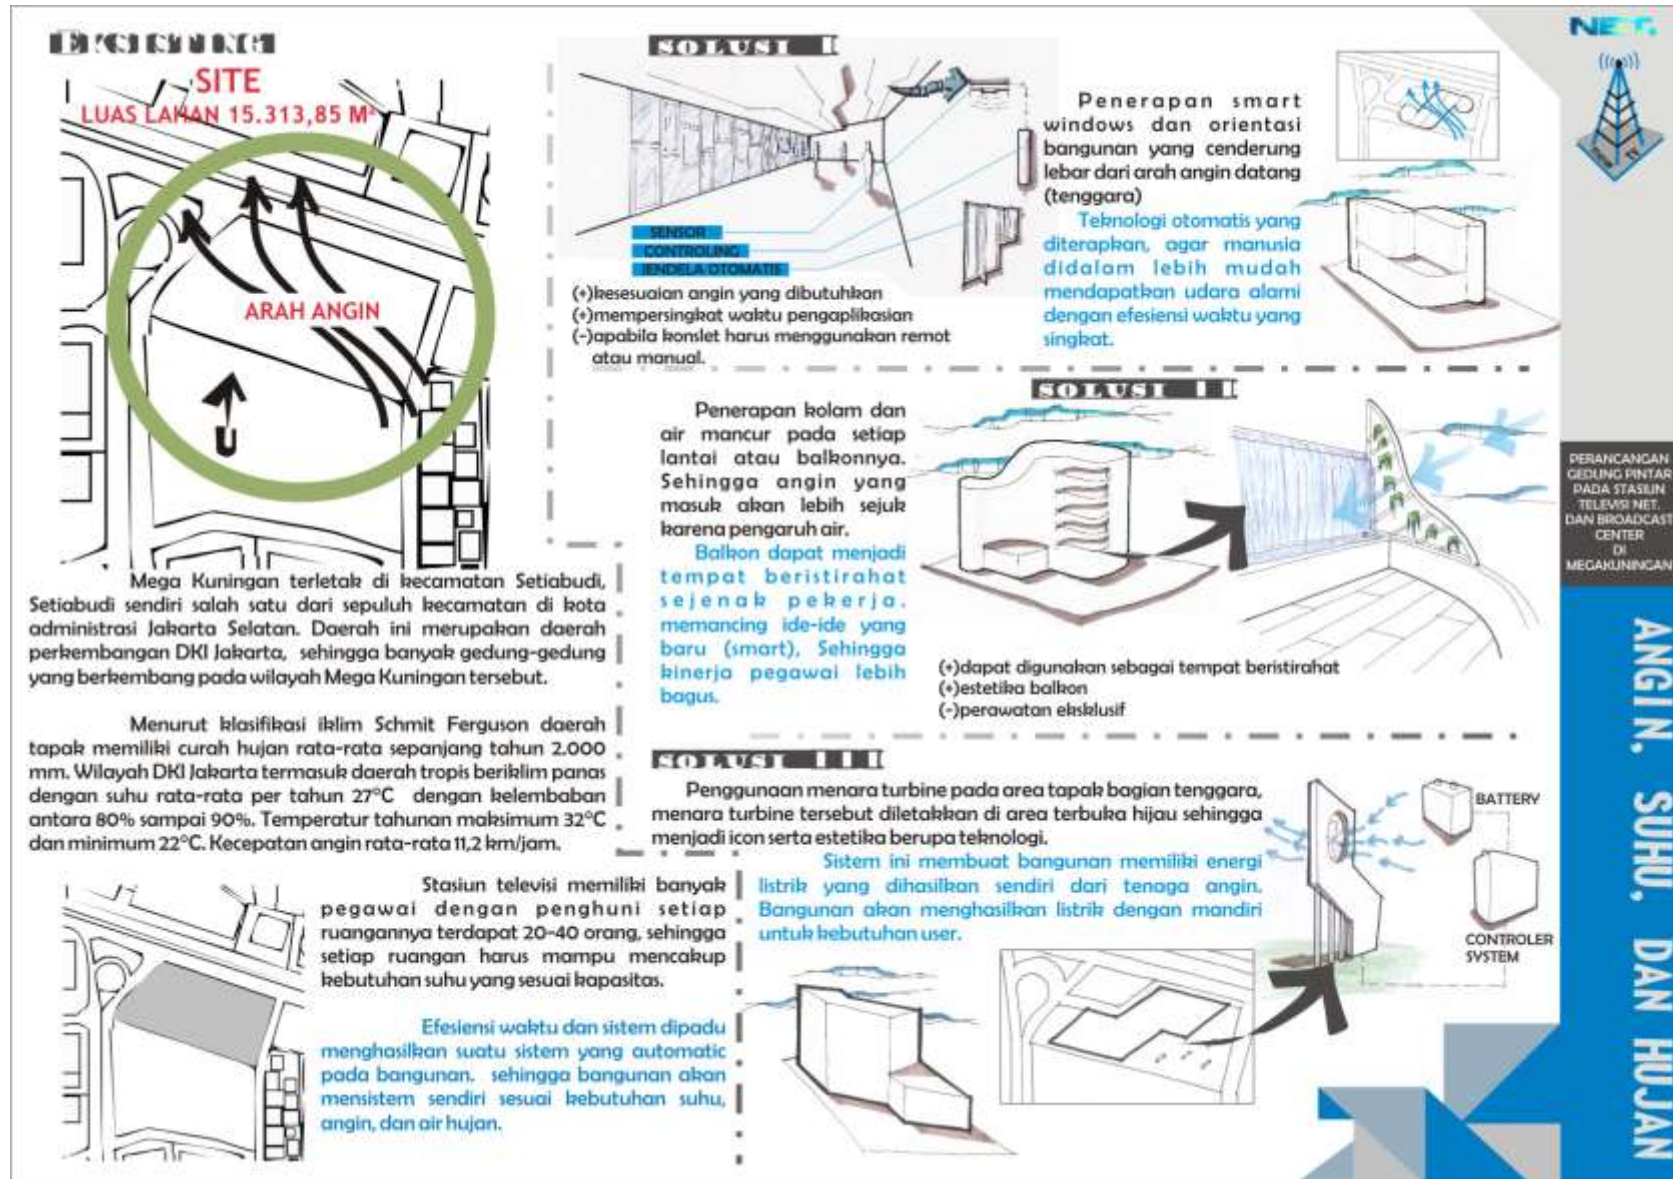 EKSISTING
SITE
LUAS LAHAN 15.313,85 M²
ARAH ANGIN
U
Mega Kuningan terletak di kecamatan Setiabudi,
Setiabudi sendiri salah satu dari sepuluh kecamatan di kota
administrasi Jakarta Selatan. Daerah ini merupakan daerah
perkembangan DKI Jakarta, sehingga banyak gedung-gedung
yang berkembang pada wilayah Mega Kuningan tersebut.
Menurut klasifikasi iklim Schmit Ferguson daerah
tapak memiliki curah hujan rata-rata sepanjang tahun 2.000
mm. Wilayah DKI Jakarta termasuk daerah tropis beriklim panas
dengan suhu rata-rata per tahun 27°C dengan kelembaban
antara 80% sampai 90%. Temperatur tahunan maksimum 32°C
dan minimum 22°C. Kecepatan angin rata-rata 11,2 km/jam.
Stasiun televisi memiliki banyak
pegawai dengan penghuni setiap
ruangannya terdapat 20-40 orang, sehingga
setiap ruangan harus mampu mencakup
kebutuhan suhu yang sesuai kapasitas.
Efesiensi waktu dan sistem dipadu
menghasilkan suatu sistem yang automatic
pada bangunan. sehingga bangunan akan
mensistem sendiri sesuai kebutuhan suhu,
angin, dan air hujan.
SOLUSI I
SENSOR
CONTROLING
JENDELA OTOMATIS
(+)kesesuaian angin yang dibutuhkan
(+)mempersingkat waktu pengaplikasian
(-)apabila konslet harus menggunakan remot
atau manual.
Penerapan smart
windows dan orientasi
bangunan yang cenderung
lebar dari arah angin datang
(tenggara)
Teknologi otomatis yang
diterapkan, agar manusia
didalam lebih mudah
mendapatkan udara alami
dengan efesiensi waktu yang
singkat.
SOLUSI II
Penerapan kolam dan
air mancur pada setiap
lantai atau balkonnya.
Sehingga angin yang
masuk akan lebih sejuk
karena pengaruh air.
Balkon dapat menjadi
tempat beristirahat
sejenak pekerja.
memancing ide-ide yang
baru (smart), Sehingga
kinerja pegawai lebih
bagus.
(+)dapat digunakan sebagai tempat beristirahat
(+)estetika balkon
(-)perawatan eksklusif
SOLUSI III
Penggunaan menara turbine pada area tapak bagian tenggara,
menara turbine tersebut diletakkan di area terbuka hijau sehingga
menjadi icon serta estetika berupa teknologi.
Sistem ini membuat bangunan memiliki energi
listrik yang dihasilkan sendiri dari tenaga angin.
Bangunan akan menghasilkan listrik dengan mandiri
untuk kebutuhan user.
BATTERY
CONTROLER
SYSTEM
NET.
PERANCANGAN
GEDUNG PINTAR
PADA STASIUN
TELEVISI NET.
DAN BROADCAST
CENTER
DI
MEGAKUNINGAN
ANGIN, SUHU, DAN HUJAN